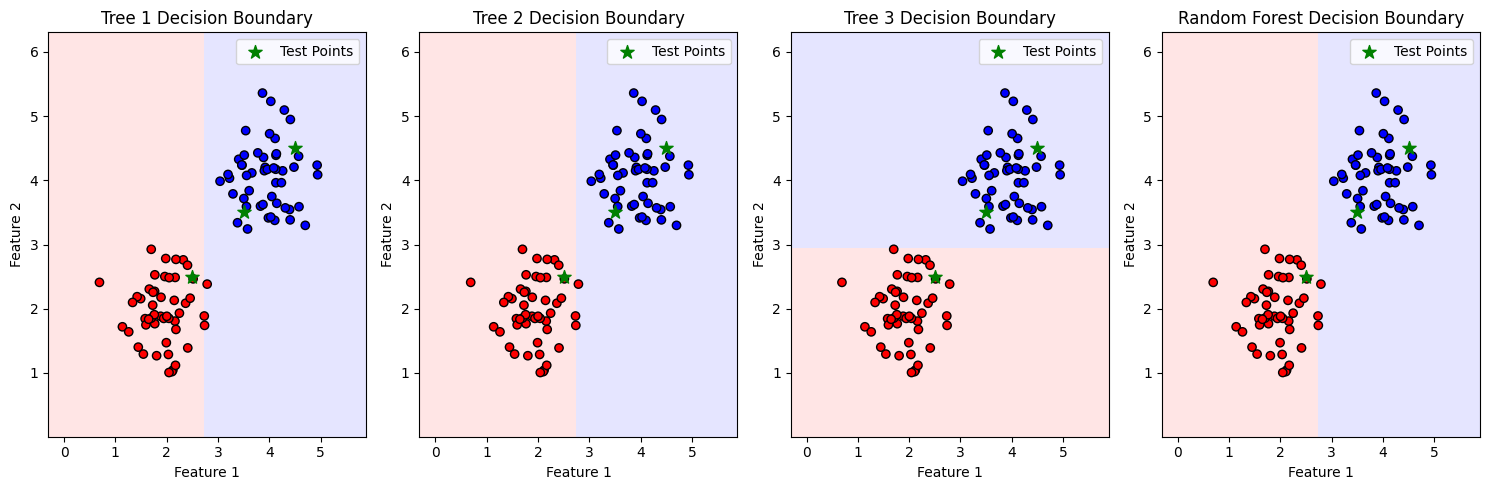 Tree 1 Decision Boundary
Test Points
Feature 2
6
5
4
3
2
1
0 1 2 3 4 5
Feature 1
Tree 2 Decision Boundary
Test Points
Feature 2
6
5
4
3
2
1
0 1 2 3 4 5
Feature 1
Tree 3 Decision Boundary
Test Points
Feature 2
6
5
4
3
2
1
0 1 2 3 4 5
Feature 1
Random Forest Decision Boundary
Test Points
Feature 2
6
5
4
3
2
1
0 1 2 3 4 5
Feature 1